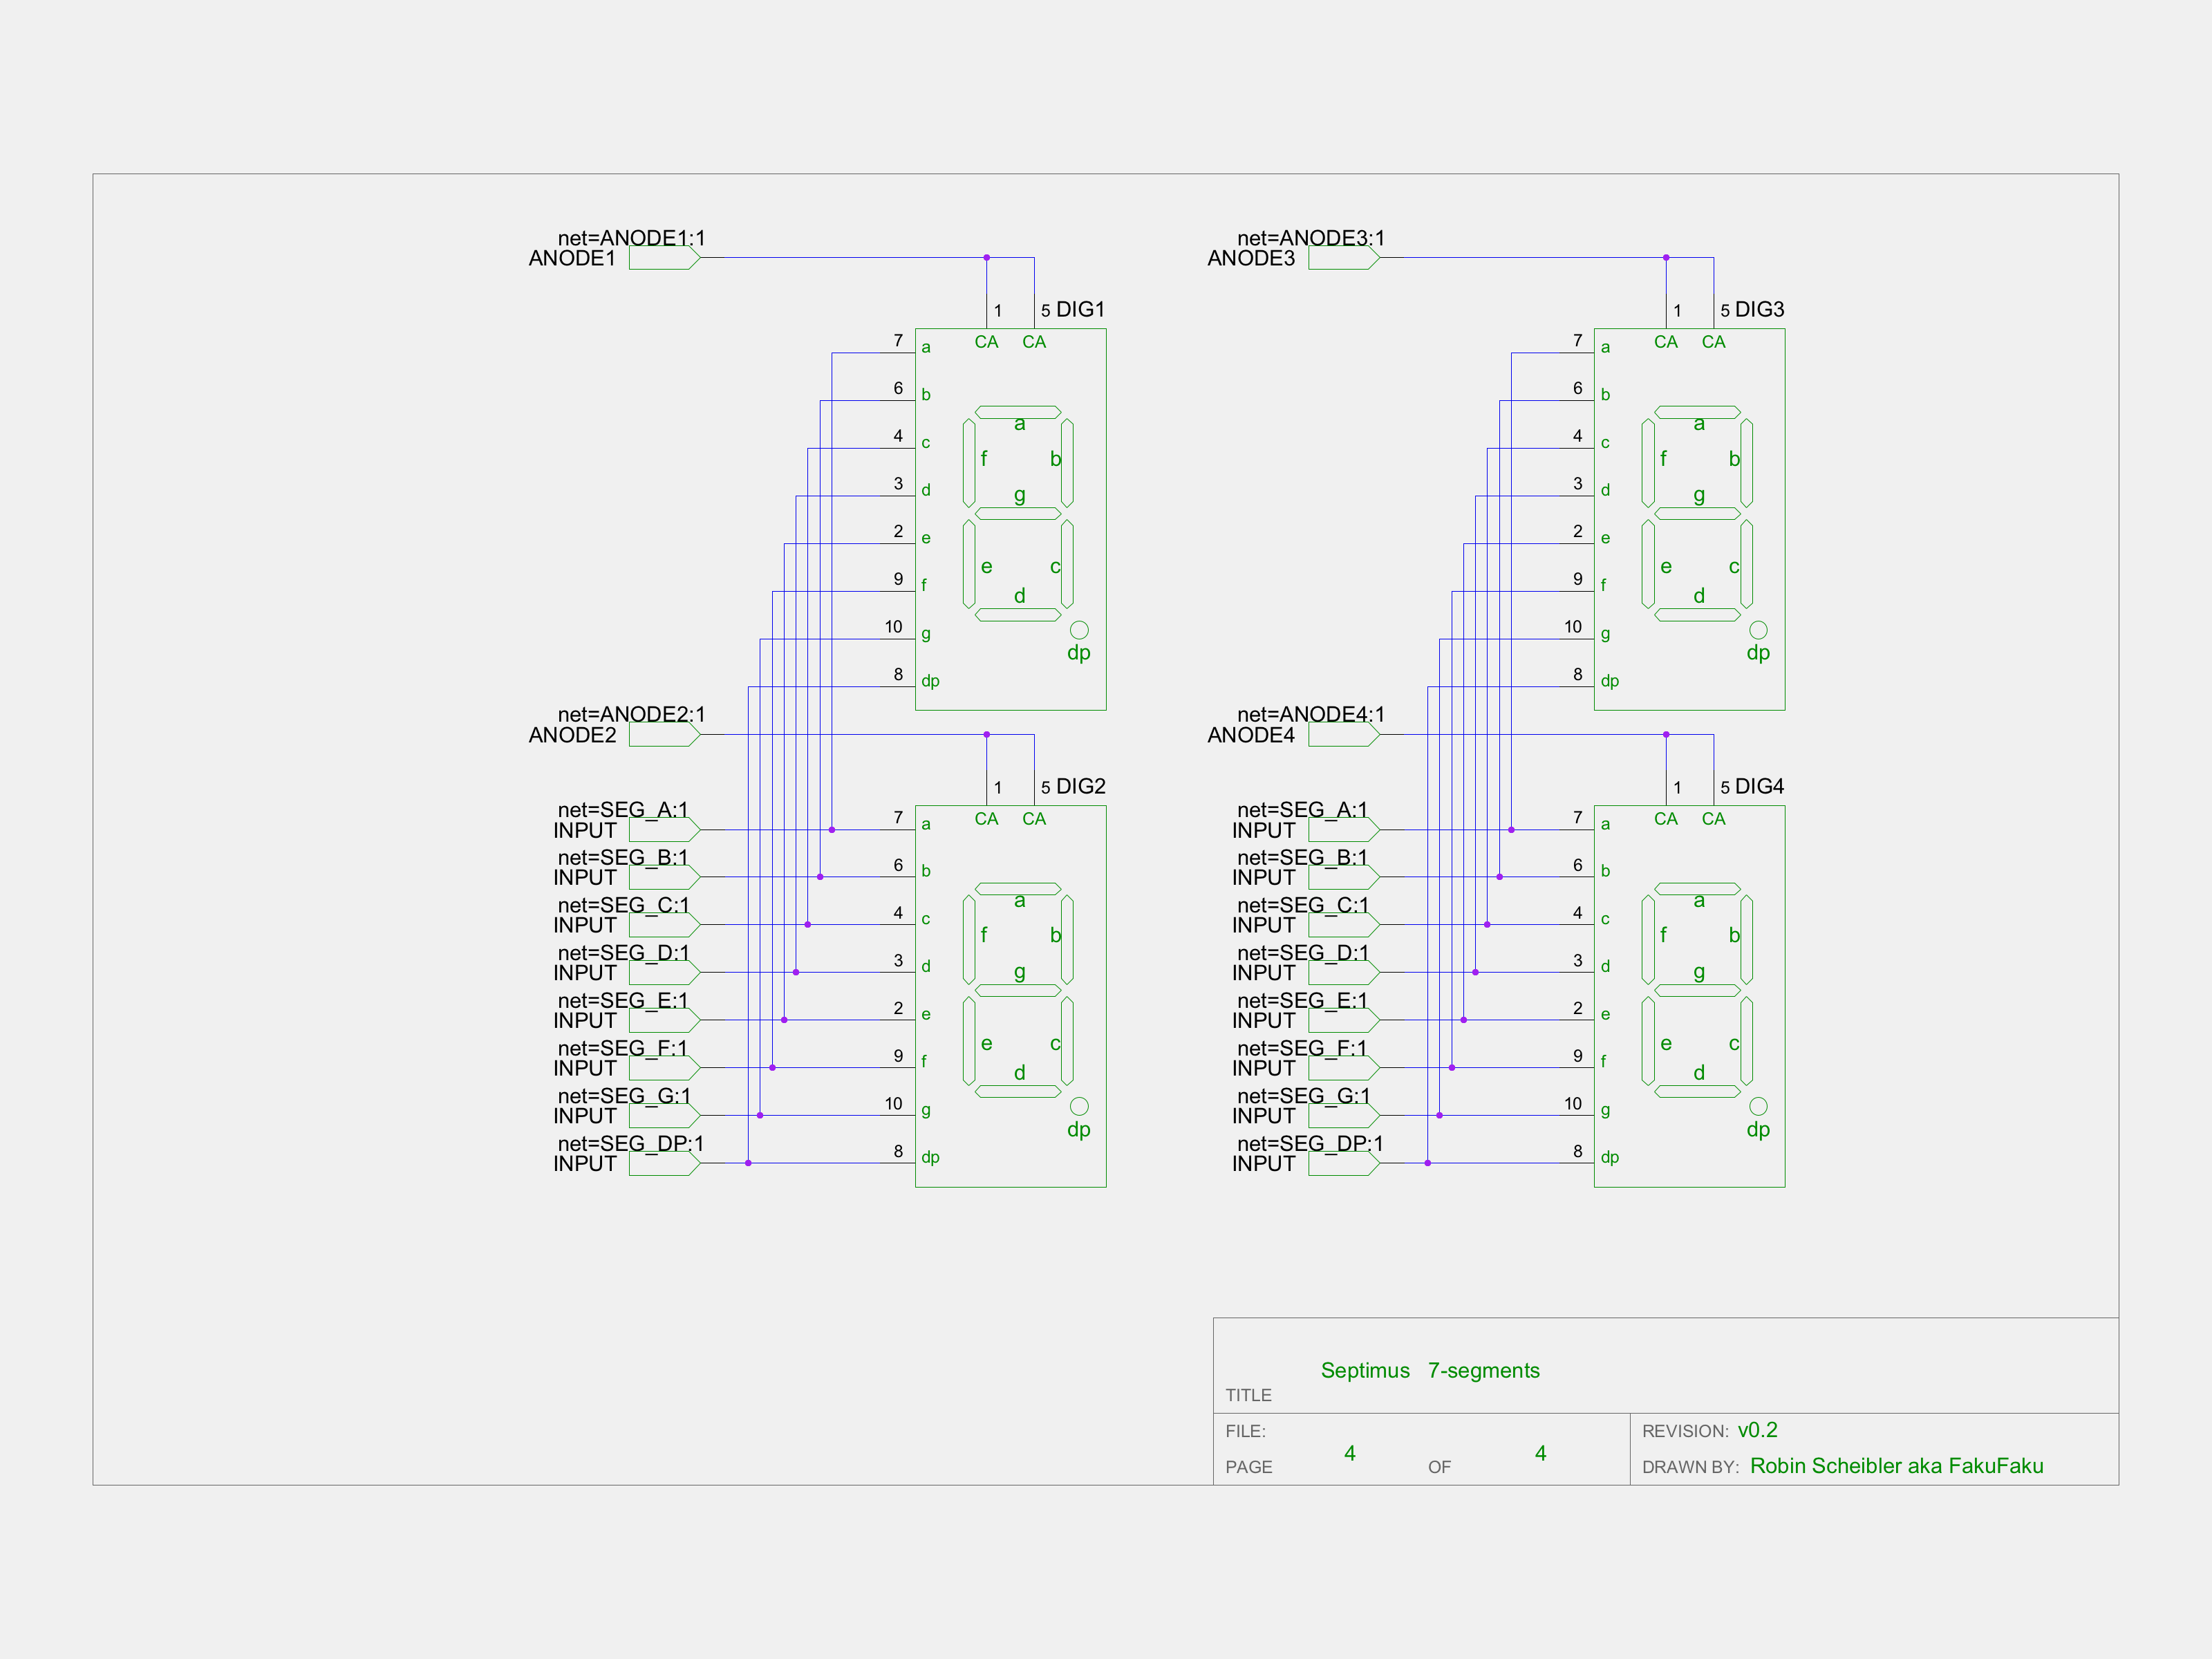 net=ANODE1:1
ANODE1
1
5 DIG1
CA CA
7 a
6 b
4 c
3 d
2 e
9 f
10 g
8 dp
a
f b
g
e c
d
dp
net=ANODE2:1
ANODE2
1
5 DIG2
CA CA
net=SEG_A:1
INPUT
7 a
net=SEG_B:1
INPUT
6 b
net=SEG_C:1
INPUT
4 c
net=SEG_D:1
INPUT
3 d
net=SEG_E:1
INPUT
2 e
net=SEG_F:1
INPUT
9 f
net=SEG_G:1
INPUT
10 g
net=SEG_DP:1
INPUT
8 dp
a
f b
g
e c
d
dp
net=ANODE3:1
ANODE3
1
5 DIG3
CA CA
7 a
6 b
4 c
3 d
2 e
9 f
10 g
8 dp
a
f b
g
e c
d
dp
net=ANODE4:1
ANODE4
1
5 DIG4
CA CA
net=SEG_A:1
INPUT
7 a
net=SEG_B:1
INPUT
6 b
net=SEG_C:1
INPUT
4 c
net=SEG_D:1
INPUT
3 d
net=SEG_E:1
INPUT
2 e
net=SEG_F:1
INPUT
9 f
net=SEG_G:1
INPUT
10 g
net=SEG_DP:1
INPUT
8 dp
a
f b
g
e c
d
dp
Septimus 7-segments
TITLE
FILE:
PAGE 4 OF 4
REVISION: v0.2
DRAWN BY: Robin Scheibler aka FakuFaku